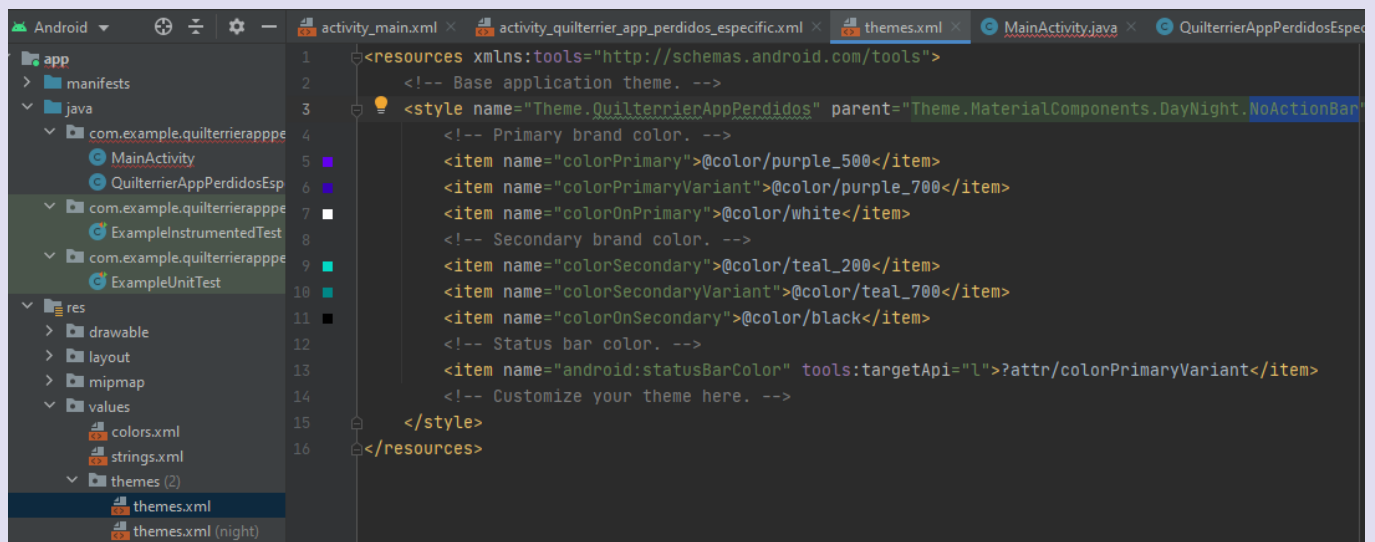 Android
activity_main.xml
activity_quilterrier_app_perdidos_especific.xml
themes.xml
MainActivity.java
QuilterrierAppPerdidosEspec
app
manifests
java
com.example.quilterrierapppe
MainActivity
QuilterrierAppPerdidosEsp
com.example.quilterrierapppe
ExampleInstrumentedTest
com.example.quilterrierapppe
ExampleUnitTest
res
drawable
layout
mipmap
values
colors.xml
strings.xml
themes (2)
themes.xml
themes.xml (night)
1 <resources xmlns:tools="http://schemas.android.com/tools">
2 <!-- Base application theme. -->
3 <style name="Theme.QuilterrierAppPerdidos" parent="Theme.MaterialComponents.DayNight.NoActionBar"
4 <!-- Primary brand color. -->
5 <item name="colorPrimary">@color/purple_500</item>
6 <item name="colorPrimaryVariant">@color/purple_700</item>
7 <item name="colorOnPrimary">@color/white</item>
8 <!-- Secondary brand color. -->
9 <item name="colorSecondary">@color/teal_200</item>
10 <item name="colorSecondaryVariant">@color/teal_700</item>
11 <item name="colorOnSecondary">@color/black</item>
12 <!-- Status bar color. -->
13 <item name="android:statusBarColor" tools:targetApi="l">?attr/colorPrimaryVariant</item>
14 <!-- Customize your theme here. -->
15 </style>
16 </resources>